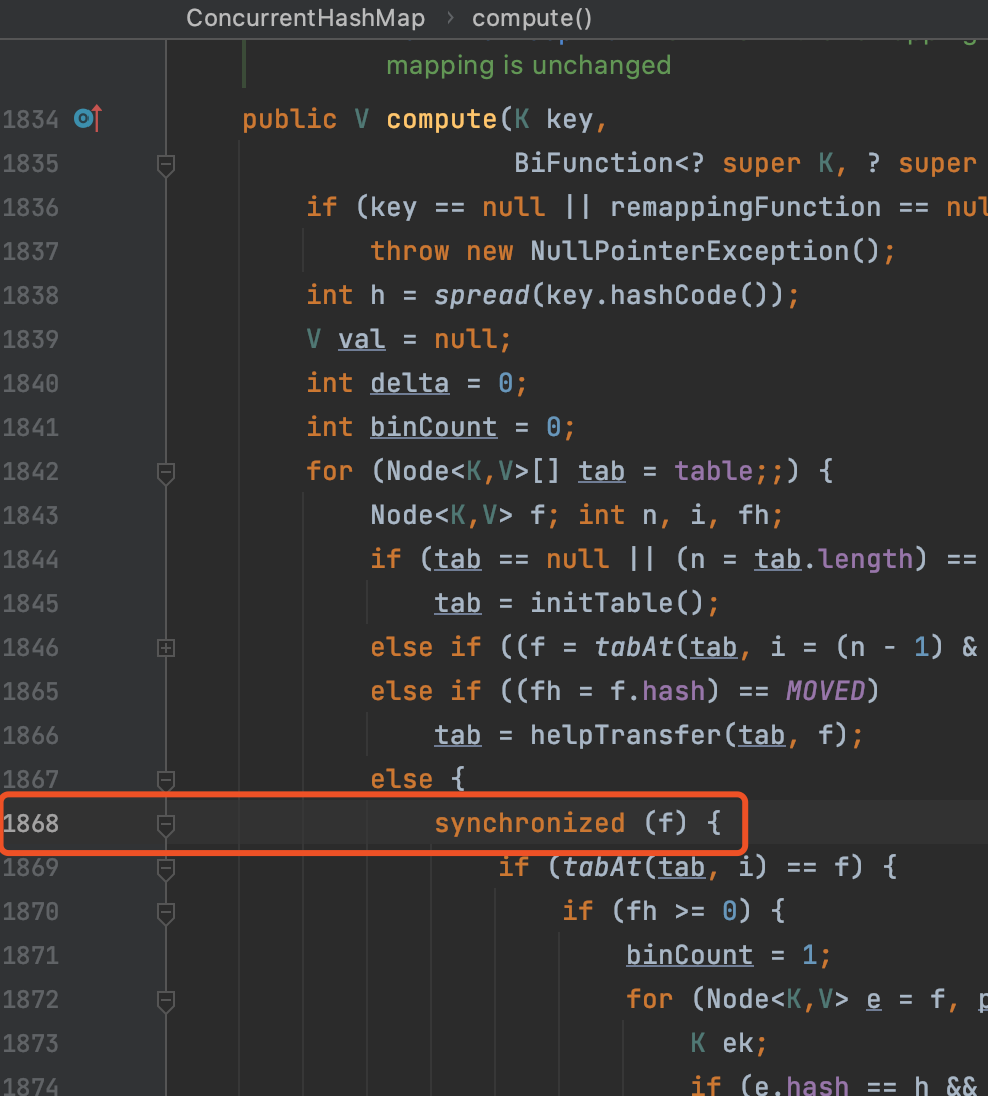 ConcurrentHashMap › compute()
mapping is unchanged
1834 public V compute(K key,
1835 BiFunction<? super K, ? super
1836 if (key == null || remappingFunction == nul
1837 throw new NullPointerException();
1838 int h = spread(key.hashCode());
1839 V val = null;
1840 int delta = 0;
1841 int binCount = 0;
1842 for (Node<K,V>[] tab = table;;) {
1843 Node<K,V> f; int n, i, fh;
1844 if (tab == null || (n = tab.length) ==
1845 tab = initTable();
1846 else if ((f = tabAt(tab, i = (n - 1) &
1865 else if ((fh = f.hash) == MOVED)
1866 tab = helpTransfer(tab, f);
1867 else {
1868 synchronized (f) {
1869 if (tabAt(tab, i) == f) {
1870 if (fh >= 0) {
1871 binCount = 1;
1872 for (Node<K,V> e = f, p
1873 K ek;
1874 if (e.hash == h &&